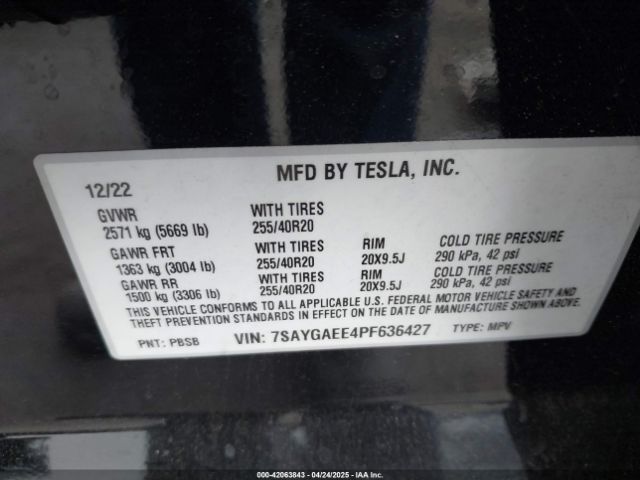 MFD BY TESLA, INC.
12/22
GVWR WITH TIRES
2571 kg (5669 lb) 255/40R20
GAWR FRT WITH TIRES RIM COLD TIRE PRESSURE
1363 kg (3004 lb) 255/40R20 20X9.5J 290 kPa, 42 psi
GAWR RR WITH TIRES RIM COLD TIRE PRESSURE
1500 kg (3306 lb) 255/40R20 20X9.5J 290 kPa, 42 psi
THIS VEHICLE CONFORMS TO ALL APPLICABLE U.S. FEDERAL MOTOR VEHICLE SAFETY AND
THEFT PREVENTION STANDARDS IN EFFECT ON THE DATE OF MANUFACTURE SHOWN ABOVE.
PNT: PBSB VIN: 7SAYGAEE4PF636427 TYPE: MPV
000-42063843 - 04/24/2025 - IAA Inc.